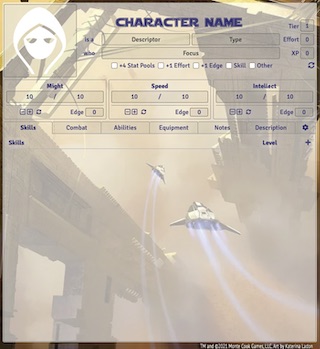 CHARACTER NAME
Tier 1
is a Descriptor Type Effort 0
who Focus XP 0
+4 Stat Pools +1 Effort +1 Edge Skill Other
Might Speed Intellect
10 / 10 10 / 10 10 / 10
Edge 0 Edge 0 Edge 0
Skills Combat Abilities Equipment Notes Description
Skills Level +
TM and ©2021 Monte Cook Games, LLC. Art by Katerina Ladon